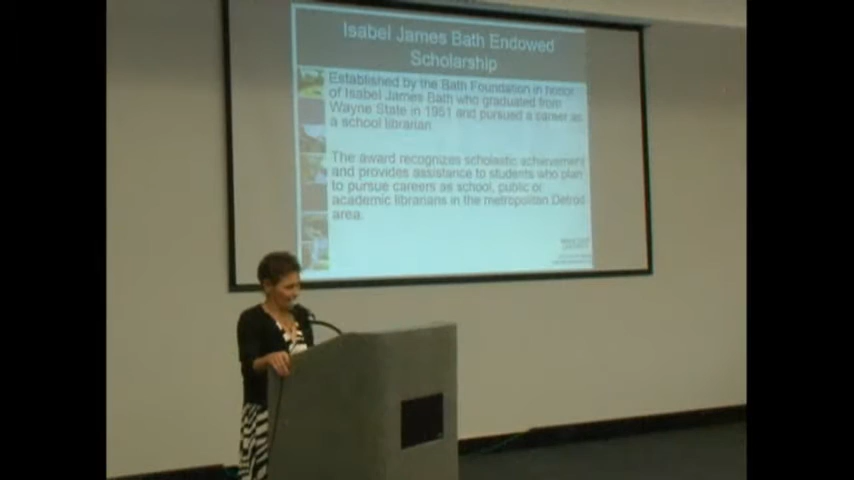 Isabel James Bath Endowed
Scholarship
Established by the Bath Foundation in honor
of Isabel James Bath who graduated from
Wayne State in 1951 and pursued a career as
a school librarian.
The award recognizes scholastic achievement
and provides assistance to students who plan
to pursue careers as school, public or
academic librarians in the metropolitan Detroit
area.